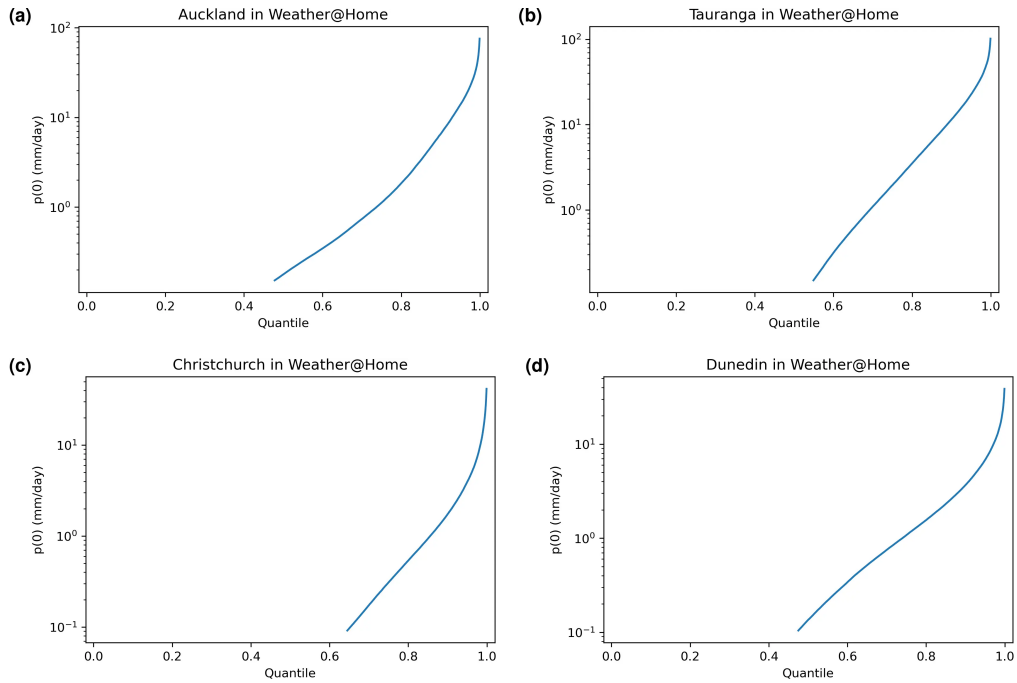 (a)
Auckland in Weather@Home
p(0) (mm/day)
10²
10¹
10⁰
0.0 0.2 0.4 0.6 0.8 1.0
Quantile
(b)
Tauranga in Weather@Home
p(0) (mm/day)
10²
10¹
10⁰
0.0 0.2 0.4 0.6 0.8 1.0
Quantile
(c)
Christchurch in Weather@Home
p(0) (mm/day)
10¹
10⁰
10⁻¹
0.0 0.2 0.4 0.6 0.8 1.0
Quantile
(d)
Dunedin in Weather@Home
p(0) (mm/day)
10¹
10⁰
10⁻¹
0.0 0.2 0.4 0.6 0.8 1.0
Quantile